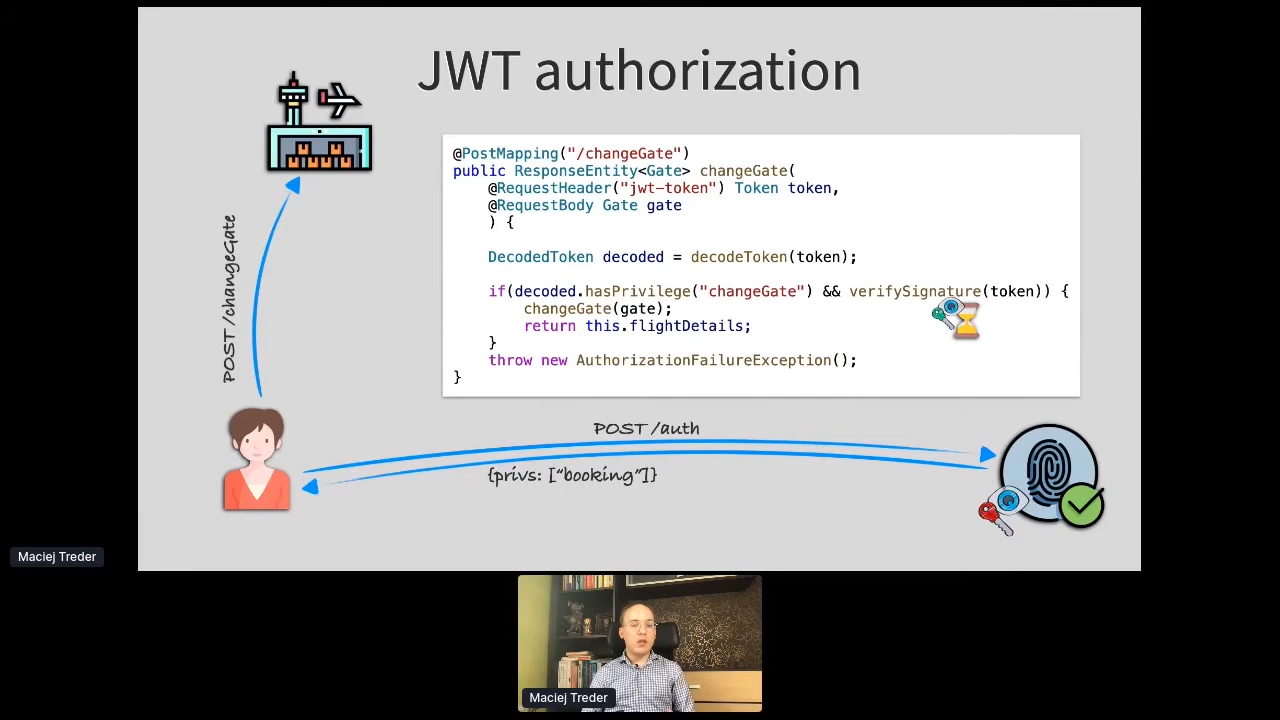 JWT authorization
@PostMapping("/changeGate")
public ResponseEntity<Gate> changeGate(
@RequestHeader("jwt-token") Token token,
@RequestBody Gate gate
) {
DecodedToken decoded = decodeToken(token);
if(decoded.hasPrivilege("changeGate") && verifySignature(token)) {
changeGate(gate);
return this.flightDetails;
}
throw new AuthorizationFailureException();
}
POST /changeGate
POST /auth
{privs: [“booking”]}
Maciej Treder
Maciej Treder